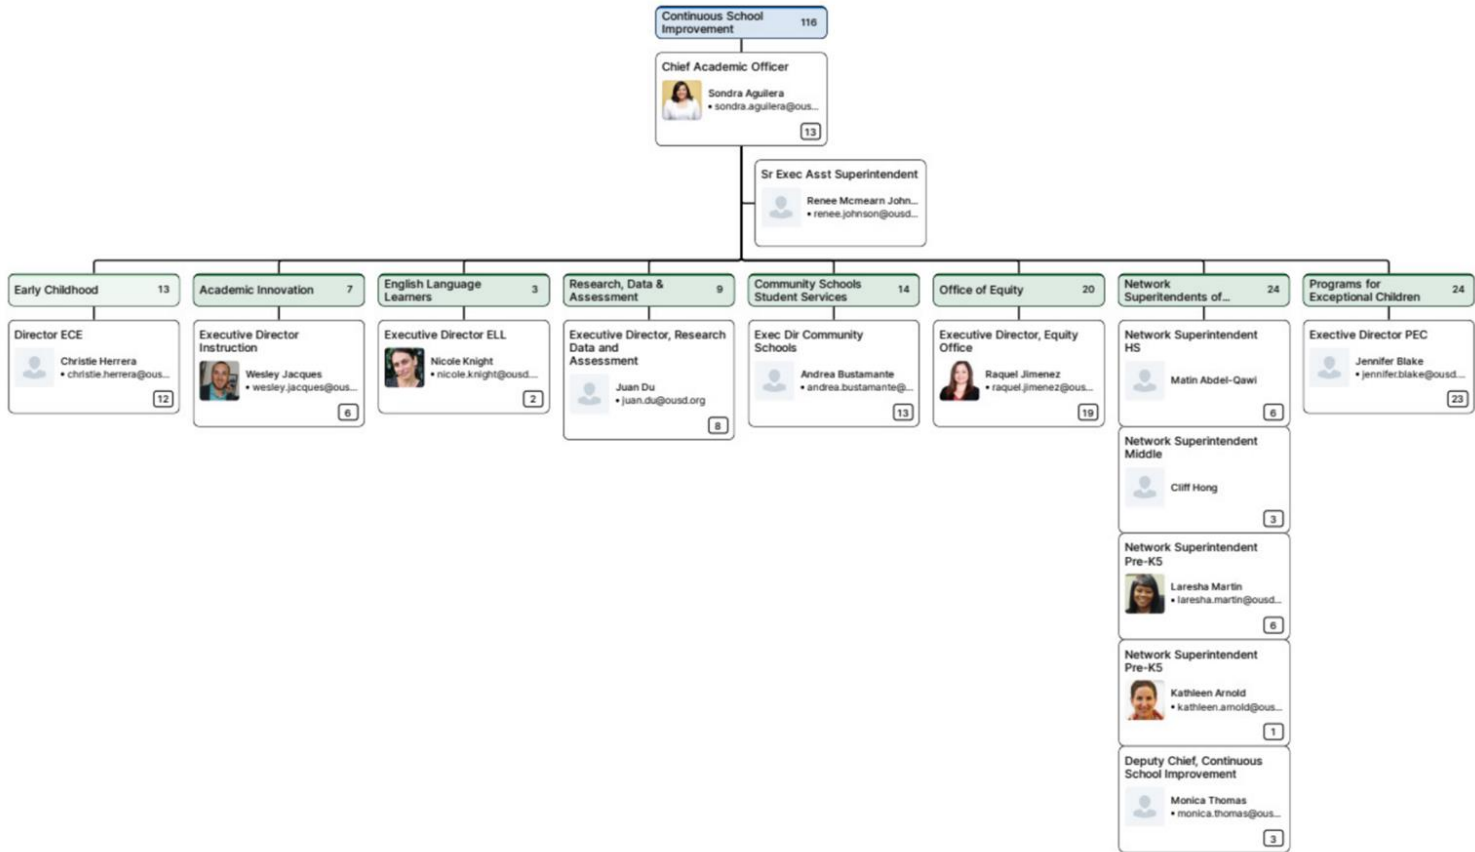 Continuous School
Improvement 116
Chief Academic Officer
Sondra Aguilera
• sondra.aguilera@ous...
13
Sr Exec Asst Superintendent
Renee Mcmearn John...
• renee.johnson@ousd...
Early Childhood 13
Director ECE
Christie Herrera
• christie.herrera@ous...
12
Academic Innovation 7
Executive Director
Instruction
Wesley Jacques
• wesley.jacques@ous...
6
English Language
Learners 3
Executive Director ELL
Nicole Knight
• nicole.knight@ousd....
2
Research, Data &
Assessment 9
Executive Director, Research
Data and
Assessment
Juan Du
• juan.du@ousd.org
8
Community Schools
Student Services 14
Exec Dir Community
Schools
Andrea Bustamante
• andrea.bustamante@...
13
Office of Equity 20
Executive Director, Equity
Office
Raquel Jimenez
• raquel.jimenez@ous...
19
Network
Superitendents of... 24
Network Superintendent
HS
Matin Abdel-Qawi
6
Network Superintendent
Middle
Cliff Hong
3
Network Superintendent
Pre-K5
Laresha Martin
• laresha.martin@ousd...
6
Network Superintendent
Pre-K5
Kathleen Arnold
• kathleen.arnold@ous...
1
Deputy Chief, Continuous
School Improvement
Monica Thomas
• monica.thomas@ous...
3
Programs for
Exceptional Children 24
Exective Director PEC
Jennifer Blake
• jennifer.blake@ousd....
23